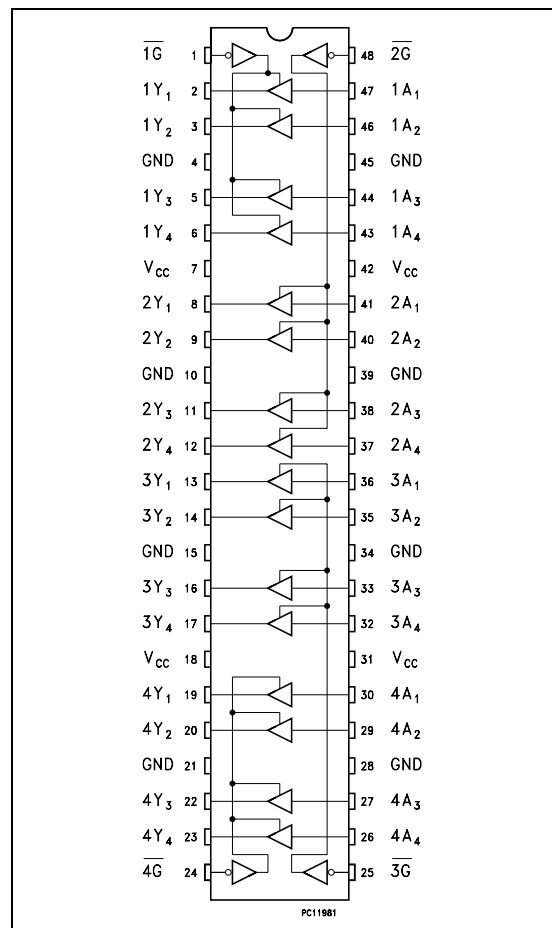 1G 1 48 2G
1Y1 2 47 1A1
1Y2 3 46 1A2
GND 4 45 GND
1Y3 5 44 1A3
1Y4 6 43 1A4
VCC 7 42 VCC
2Y1 8 41 2A1
2Y2 9 40 2A2
GND 10 39 GND
2Y3 11 38 2A3
2Y4 12 37 2A4
3Y1 13 36 3A1
3Y2 14 35 3A2
GND 15 34 GND
3Y3 16 33 3A3
3Y4 17 32 3A4
VCC 18 31 VCC
4Y1 19 30 4A1
4Y2 20 29 4A2
GND 21 28 GND
4Y3 22 27 4A3
4Y4 23 26 4A4
4G 24 25 3G
PC11981